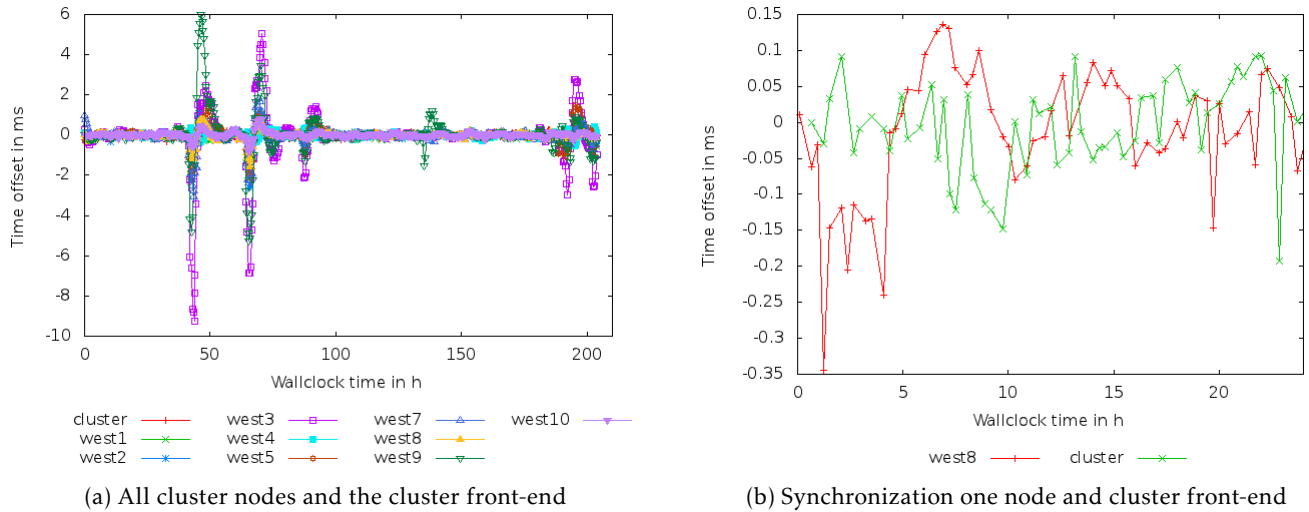 6
4
2
0
-2
-4
-6
-8
-10
Time offset in ms
0 50 100 150 200
Wallclock time in h
cluster west3 west7 west10
west1 west4 west8
west2 west5 west9
(a) All cluster nodes and the cluster front-end
0.15
0.1
0.05
0
-0.05
-0.1
-0.15
-0.2
-0.25
-0.3
-0.35
Time offset in ms
0 5 10 15 20
Wallclock time in h
west8 cluster
(b) Synchronization one node and cluster front-end